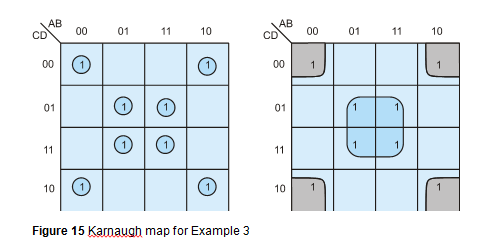 AB AB
CD 00 01 11 10 CD 00 01 11 10
00 1 1 00 1 1
01 1 1 01 1 1
11 1 1 11 1 1
10 1 1 10 1 1
Figure 15 Karnaugh map for Example 3